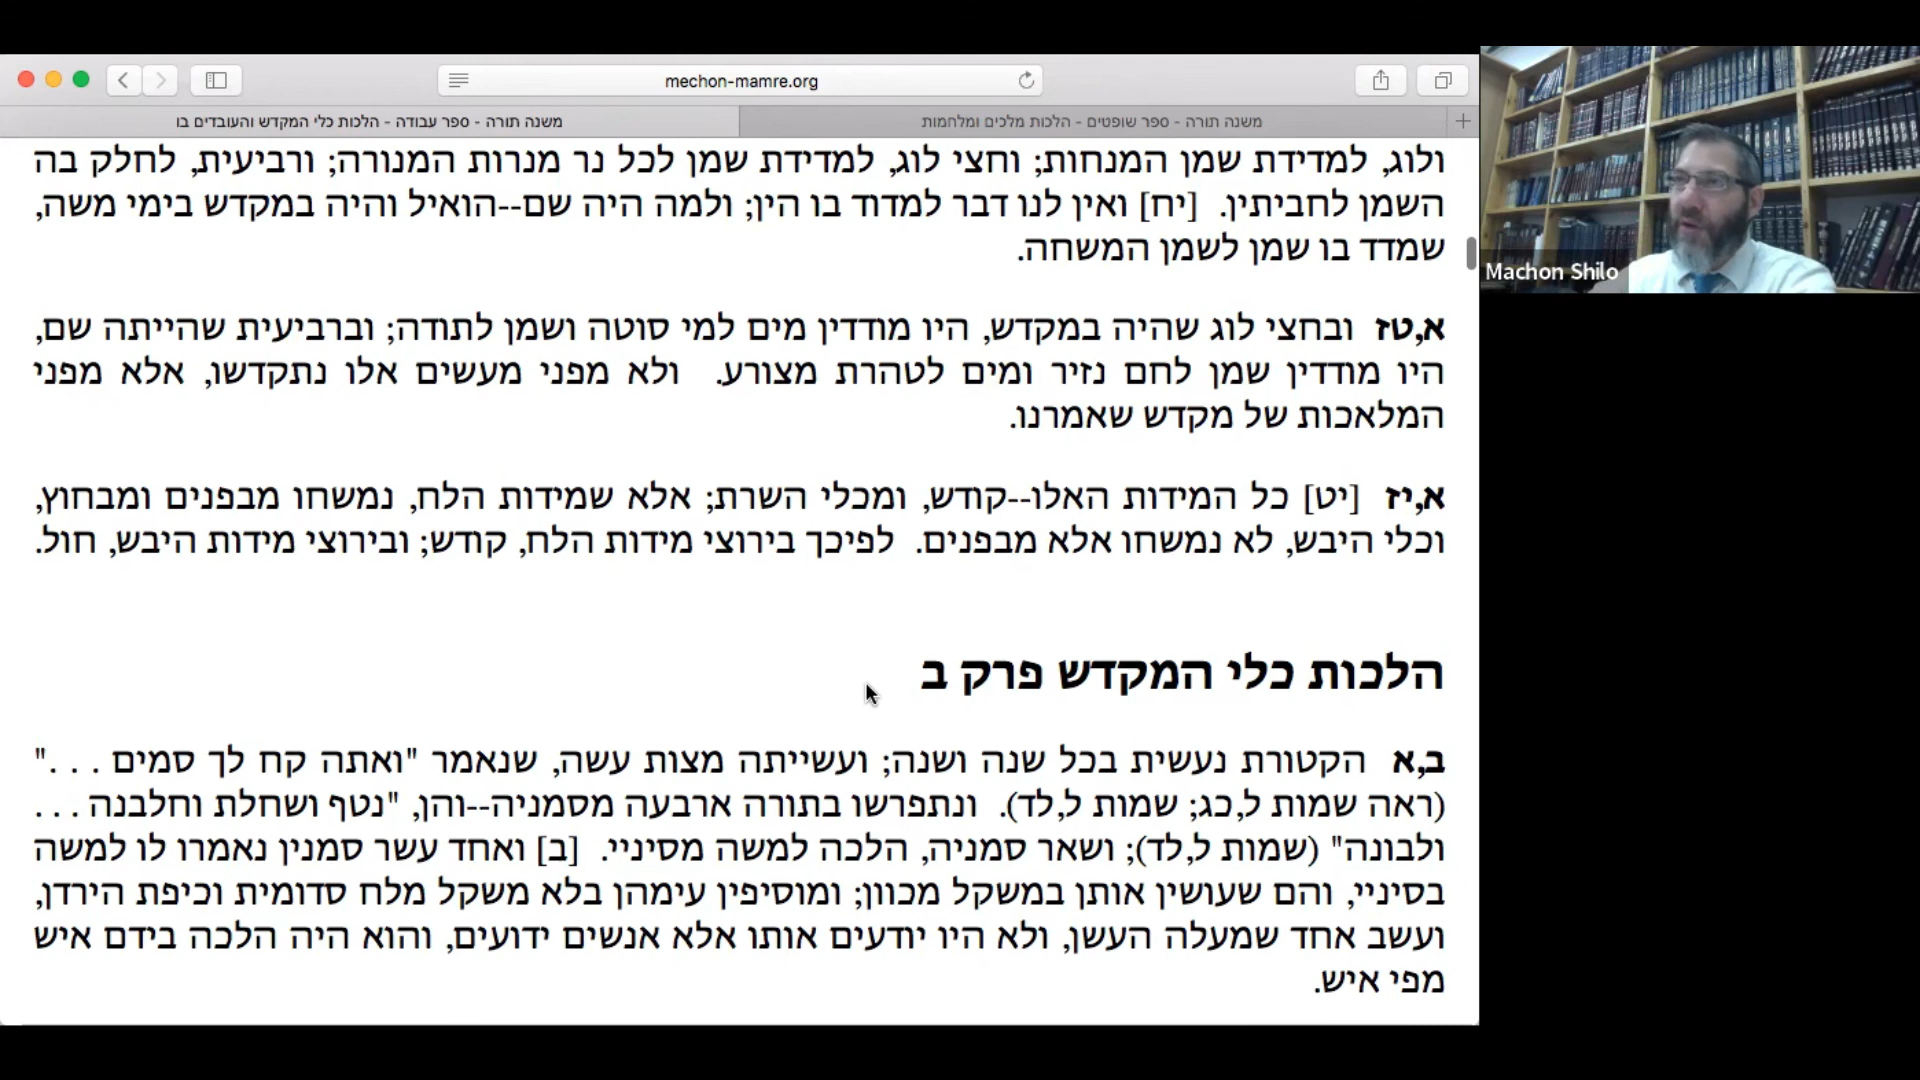 mechon-mamre.org
משנה תורה - ספר עבודה - הלכות כלי המקדש והעובדים בו
משנה תורה - ספר שופטים - הלכות מלכים ומלחמות
ולוג, למדידת שמן המנחות; וחצי לוג, למדידת שמן לכל נר מנרות המנורה; ורביעית, לחלק בה
השמן לחביתין.  [יח] ואין לנו דבר למדוד בו הין; ולמה היה שם--הואיל והיה במקדש בימי משה,
שמדד בו שמן לשמן המשחה.
א,טז  ובחצי לוג שהיה במקדש, היו מודדין מים למי סוטה ושמן לתודה; וברביעית שהייתה שם,
היו מודדין שמן לחם נזיר ומים לטהרת מצורע.  ולא מפני מעשים אלו נתקדשו, אלא מפני
המלאכות של מקדש שאמרנו.
א,יז  [יט] כל המידות האלו--קודש, ומכלי השרת; אלא שמידות הלח, נמשחו מבפנים ומבחוץ,
וכלי היבש, לא נמשחו אלא מבפנים.  לפיכך בירוצי מידות הלח, קודש; ובירוצי מידות היבש, חול.
הלכות כלי המקדש פרק ב
ב,א  הקטורת נעשית בכל שנה ושנה; ועשייתה מצות עשה, שנאמר "ואתה קח לך סמים . . ."
(ראה שמות ל,כג; שמות ל,לד).  ונתפרשו בתורה ארבעה מסמניה--והן, "נטף ושחלת וחלבנה . . .
ולבונה" (שמות ל,לד); ושאר סמניה, הלכה למשה מסיניי.  [ב] ואחד עשר סמנין נאמרו לו למשה
בסיניי, והם שעושין אותן במשקל מכוון; ומוסיפין עימהן בלא משקל מלח סדומית וכיפת הירדן,
ועשב אחד שמעלה העשן, ולא היו יודעים אותו אלא אנשים ידועים, והוא היה הלכה בידם איש
מפי איש.
Machon Shilo